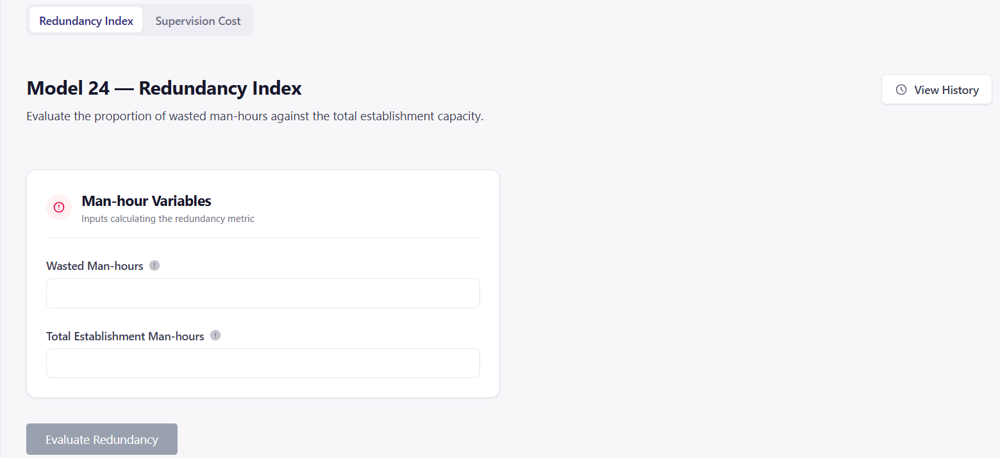 Redundancy Index
Supervision Cost
Model 24 — Redundancy Index
View History
Evaluate the proportion of wasted man-hours against the total establishment capacity.
Man-hour Variables
Inputs calculating the redundancy metric
Wasted Man-hours
Total Establishment Man-hours
Evaluate Redundancy